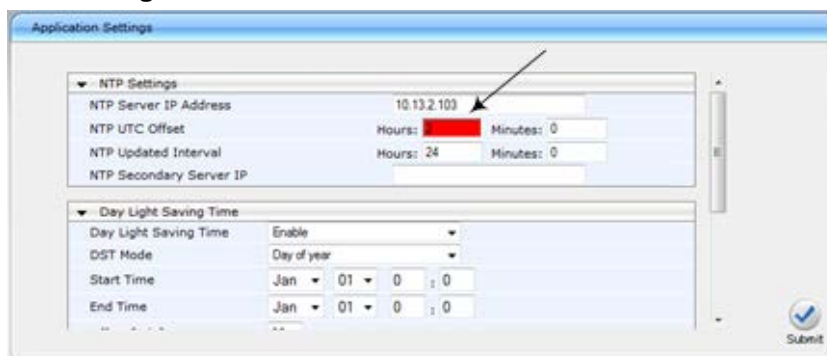 Application Settings
NTP Settings
NTP Server IP Address 10.13.2.103
NTP UTC Offset Hours: Minutes: 0
NTP Updated Interval Hours: 24 Minutes: 0
NTP Secondary Server IP
Day Light Saving Time
Day Light Saving Time Enable
DST Mode Day of year
Start Time Jan 01 0 : 0
End Time Jan 01 0 : 0
Submit